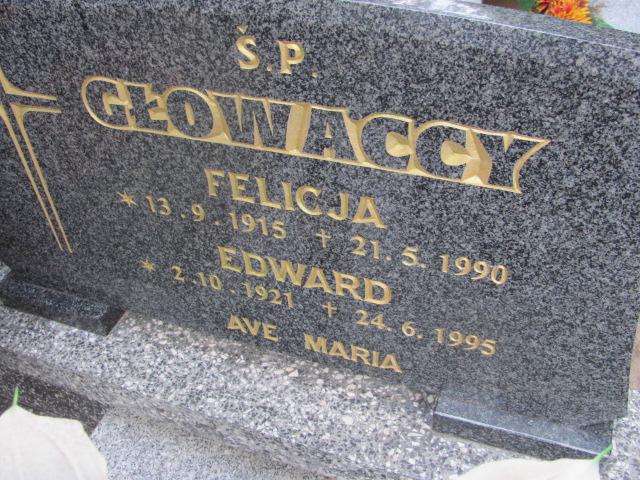 Ś.P.
GŁOWACCY
FELICJA
* 13.9.1915 + 21.5.1990
EDWARD
* 2.10.1921 + 24.6.1995
AVE MARIA